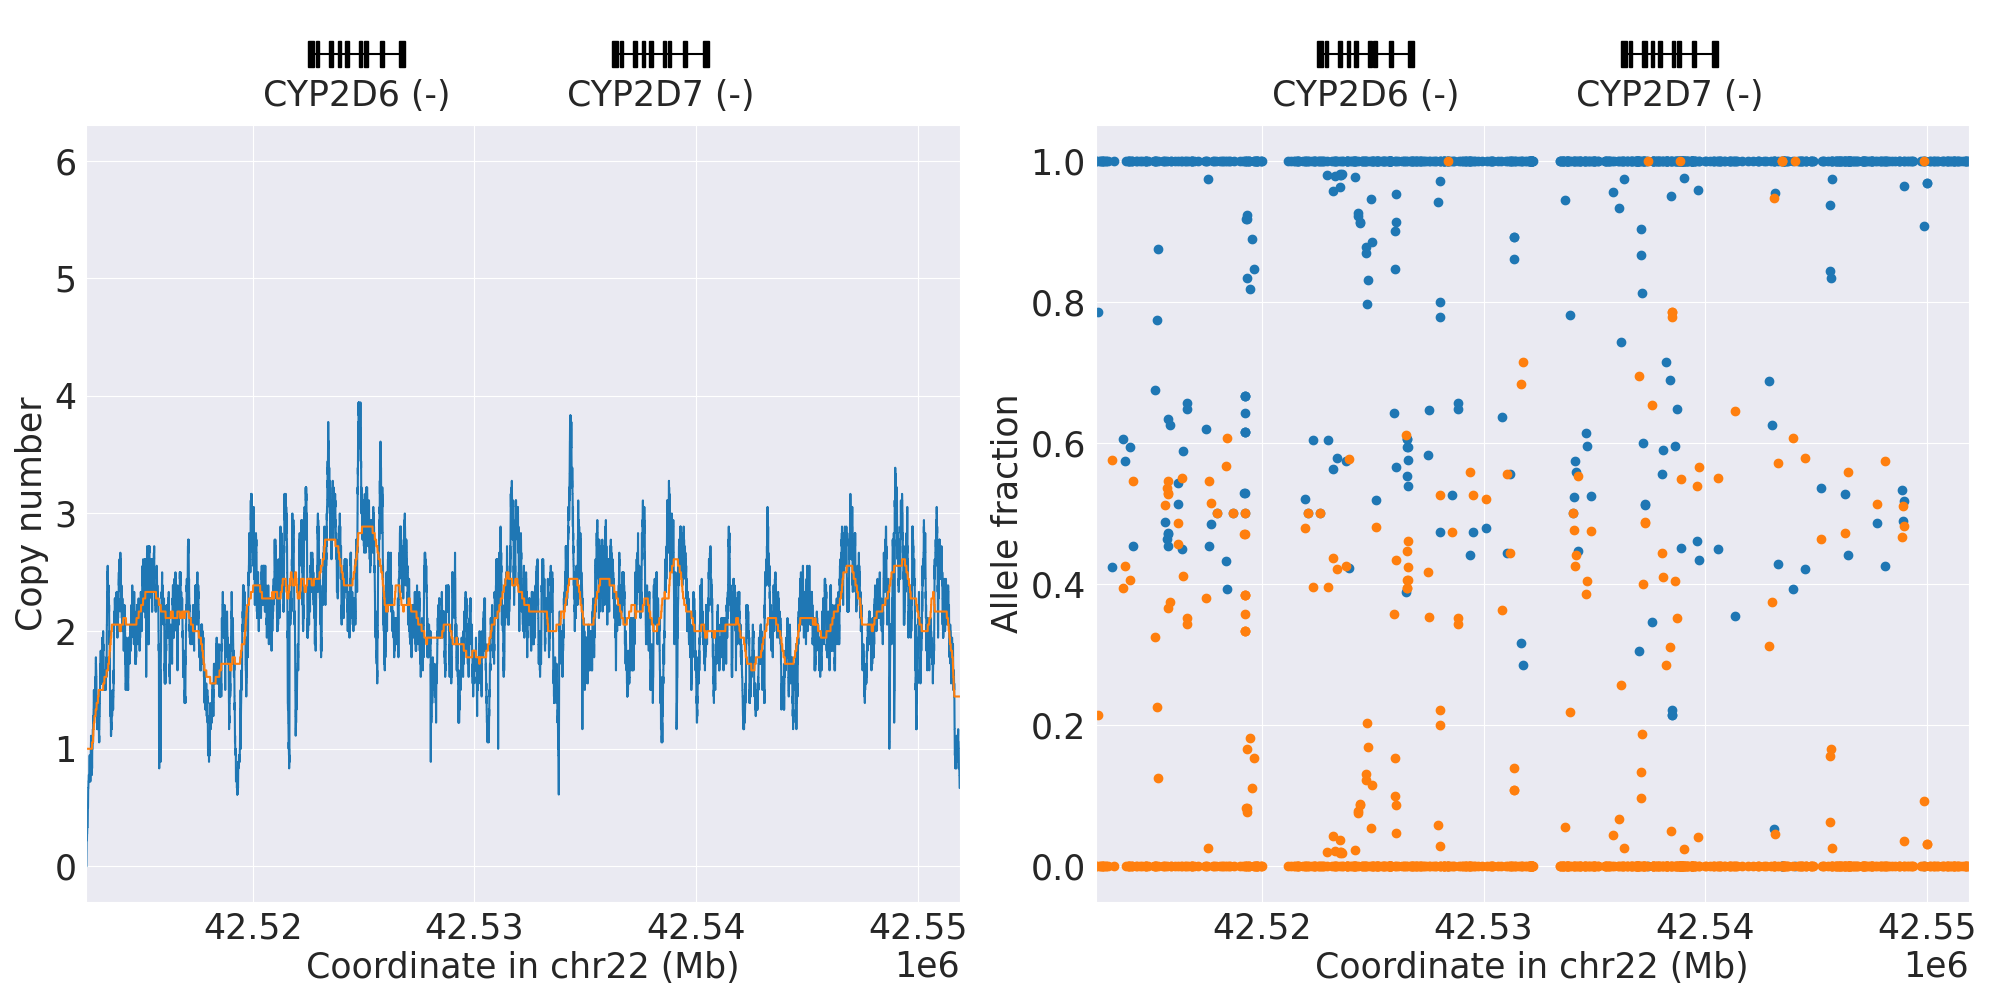 CYP2D6 (-)
CYP2D7 (-)
6
5
4
3
2
1
0
Copy number
42.52
42.53
42.54
42.55
1e6
Coordinate in chr22 (Mb)
CYP2D6 (-)
CYP2D7 (-)
1.0
0.8
0.6
0.4
0.2
0.0
Allele fraction
42.52
42.53
42.54
42.55
1e6
Coordinate in chr22 (Mb)